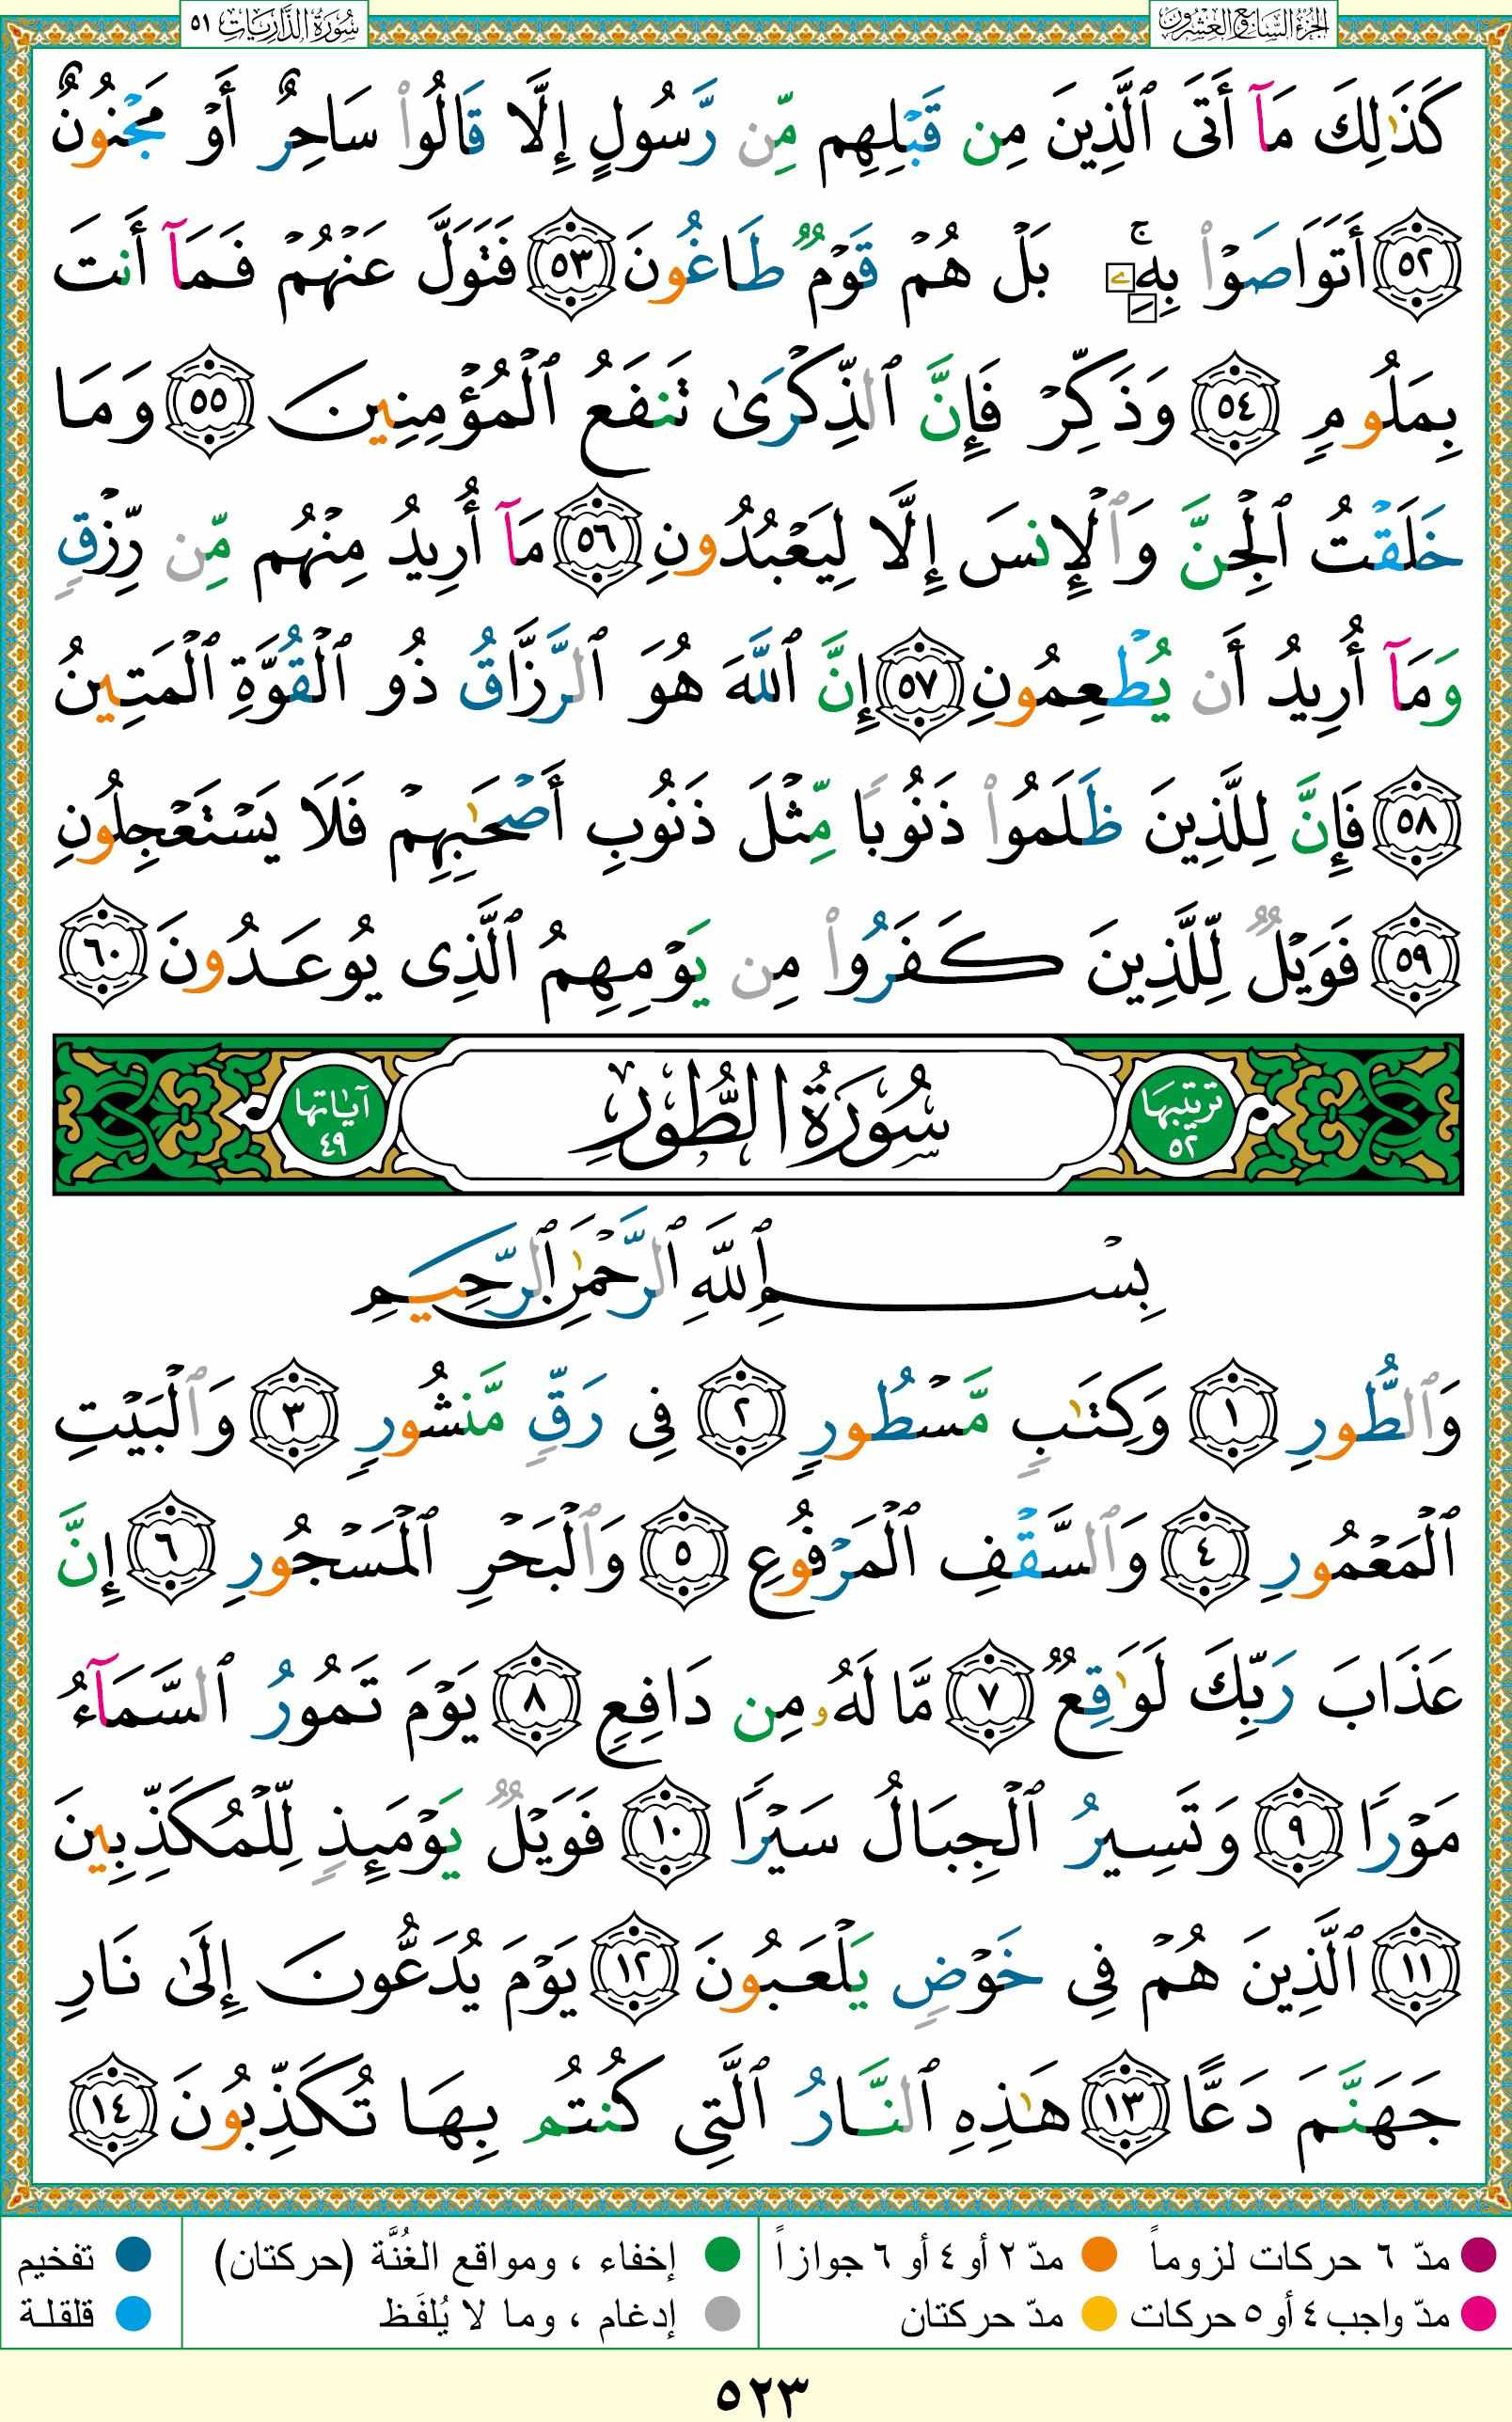 الجزء السابع والعشرون
سورة الذاريات ٥١
كَذَٰلِكَ مَآ أَتَى ٱلَّذِينَ مِن قَبۡلِهِم مِّن رَّسُولٍ إِلَّا قَالُوا۟ سَاحِرٌ أَوۡ مَجۡنُونٌ
٥٢ أَتَوَاصَوۡا۟ بِهِۦۚ بَلۡ هُمۡ قَوۡمٌ طَاغُونَ ٥٣ فَتَوَلَّ عَنۡهُمۡ فَمَآ أَنتَ
بِمَلُومٍ ٥٤ وَذَكِّرۡ فَإِنَّ ٱلذِّكۡرَىٰ تَنفَعُ ٱلۡمُؤۡمِنِينَ ٥٥ وَمَا
خَلَقۡتُ ٱلۡجِنَّ وَٱلۡإِنسَ إِلَّا لِيَعۡبُدُونِ ٥٦ مَآ أُرِيدُ مِنۡهُم مِّن رِّزۡقٍ
وَمَآ أُرِيدُ أَن يُطۡعِمُونِ ٥٧ إِنَّ ٱللَّهَ هُوَ ٱلرَّزَّاقُ ذُو ٱلۡقُوَّةِ ٱلۡمَتِينُ
٥٨ فَإِنَّ لِلَّذِينَ ظَلَمُوا۟ ذَنُوبًا مِّثۡلَ ذَنُوبِ أَصۡحَٰبِهِمۡ فَلَا يَسۡتَعۡجِلُونِ
٥٩ فَوَيۡلٌ لِّلَّذِينَ كَفَرُوا۟ مِن يَوۡمِهِمُ ٱلَّذِى يُوعَدُونَ ٦٠
ترتيبها ٥٢ سُورَةُ الطُّورِ آياتها ٤٩
بِسۡمِ ٱللَّهِ ٱلرَّحۡمَٰنِ ٱلرَّحِيمِ
وَٱلطُّورِ ١ وَكِتَٰبٍ مَّسۡطُورٍ ٢ فِى رَقٍّ مَّنشُورٍ ٣ وَٱلۡبَيۡتِ
ٱلۡمَعۡمُورِ ٤ وَٱلسَّقۡفِ ٱلۡمَرۡفُوعِ ٥ وَٱلۡبَحۡرِ ٱلۡمَسۡجُورِ ٦ إِنَّ
عَذَابَ رَبِّكَ لَوَٰقِعٌ ٧ مَّا لَهُۥ مِن دَافِعٍ ٨ يَوۡمَ تَمُورُ ٱلسَّمَآءُ
مَوۡرًا ٩ وَتَسِيرُ ٱلۡجِبَالُ سَيۡرًا ١٠ فَوَيۡلٌ يَوۡمَئِذٍ لِّلۡمُكَذِّبِينَ
١١ ٱلَّذِينَ هُمۡ فِى خَوۡضٍ يَلۡعَبُونَ ١٢ يَوۡمَ يُدَعُّونَ إِلَىٰ نَارِ
جَهَنَّمَ دَعًّا ١٣ هَٰذِهِ ٱلنَّارُ ٱلَّتِى كُنتُم بِهَا تُكَذِّبُونَ ١٤
مدّ ٦ حركات لزوماً مدّ ٢ أو ٤ أو ٦ جوازاً إخفاء ، ومواقع الغُنَّة (حركتان) تفخيم
مدّ واجب ٤ أو ٥ حركات مدّ حركتان إدغام ، وما لا يُلفَظ قلقلة
٥٢٣